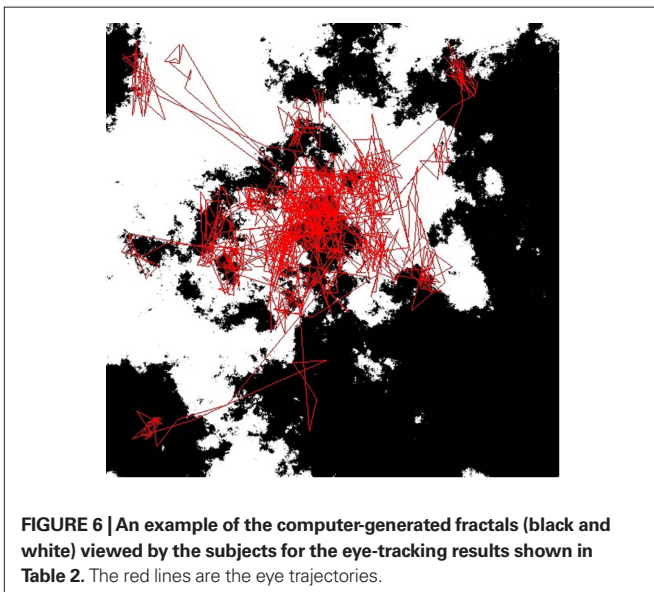 FIGURE 6 | An example of the computer-generated fractals (black and
white) viewed by the subjects for the eye-tracking results shown in
Table 2. The red lines are the eye trajectories.